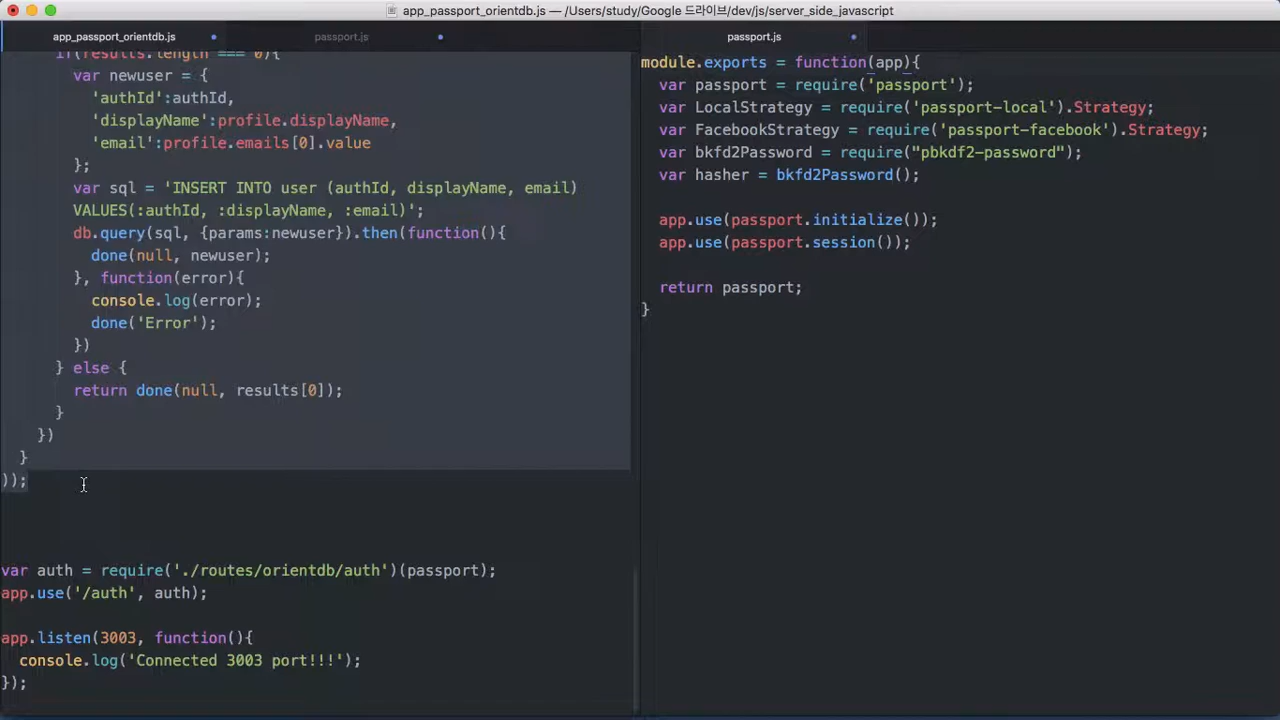 app_passport_orientdb.js — /Users/study/Google 드라이브/dev/js/server_side_javascript
app_passport_orientdb.js
passport.js
passport.js
if(results.length === 0){
var newuser = {
'authId':authId,
'displayName':profile.displayName,
'email':profile.emails[0].value
};
var sql = 'INSERT INTO user (authId, displayName, email)
VALUES(:authId, :displayName, :email)';
db.query(sql, {params:newuser}).then(function(){
done(null, newuser);
}, function(error){
console.log(error);
done('Error');
})
} else {
return done(null, results[0]);
}
})
}
));
var auth = require('./routes/orientdb/auth')(passport);
app.use('/auth', auth);
app.listen(3003, function(){
console.log('Connected 3003 port!!!');
});
module.exports = function(app){
var passport = require('passport');
var LocalStrategy = require('passport-local').Strategy;
var FacebookStrategy = require('passport-facebook').Strategy;
var bkfd2Password = require("pbkdf2-password");
var hasher = bkfd2Password();
app.use(passport.initialize());
app.use(passport.session());
return passport;
}